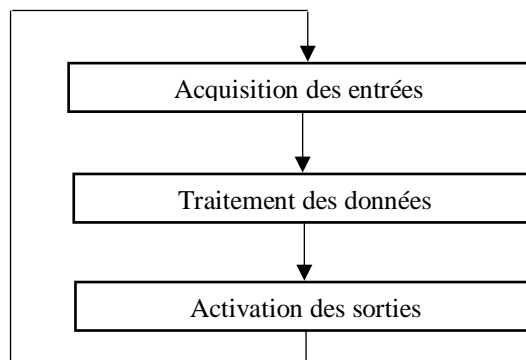 Acquisition des entrées
Traitement des données
Activation des sorties